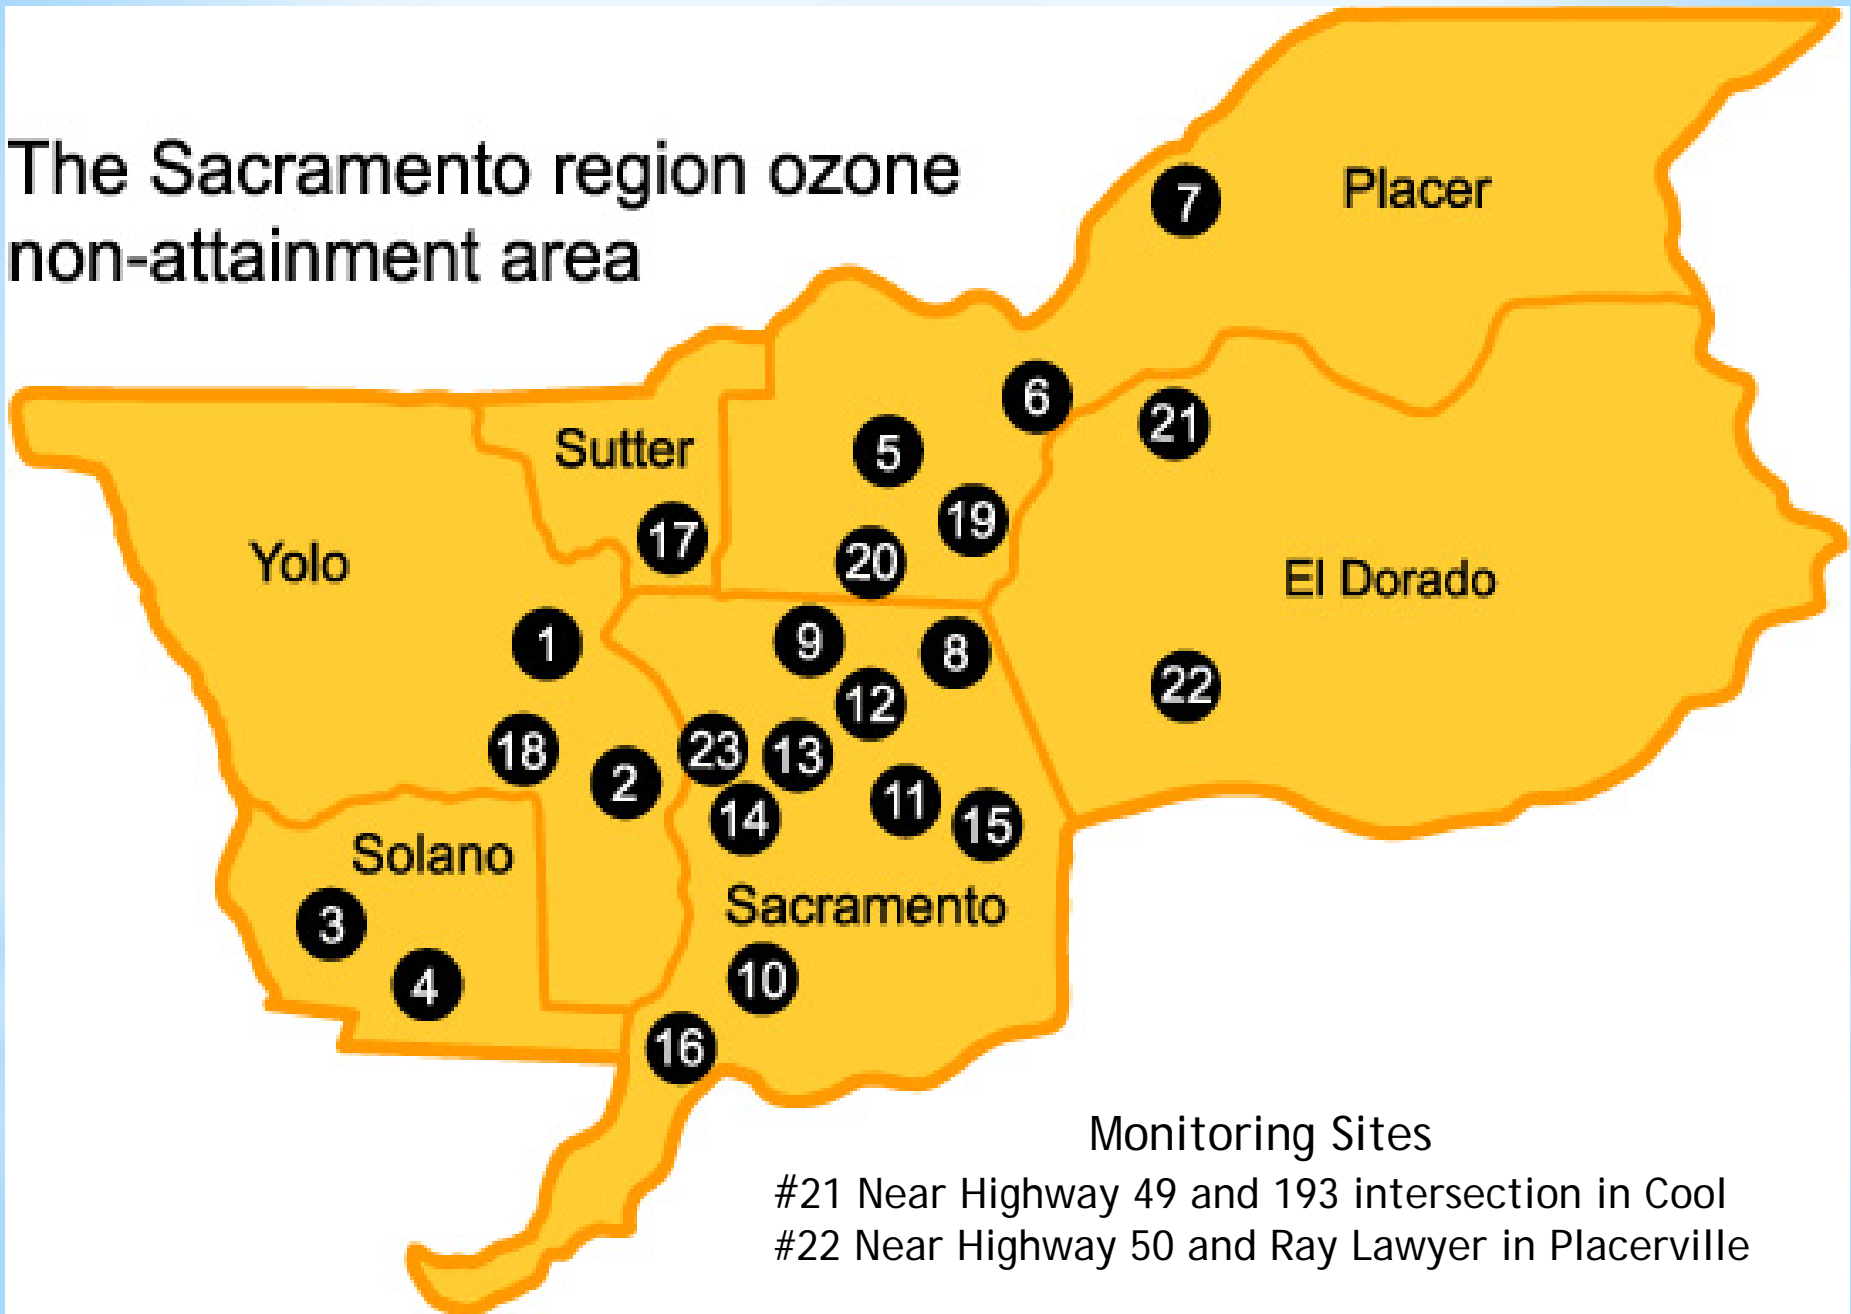 The Sacramento region ozone
non-attainment area
Placer
7
6
21
Sutter
5
19
17
20
Yolo
El Dorado
1
9
8
22
12
23
13
18
2
11
14
15
Solano
Sacramento
3
10
4
16
Monitoring Sites
#21 Near Highway 49 and 193 intersection in Cool
#22 Near Highway 50 and Ray Lawyer in Placerville